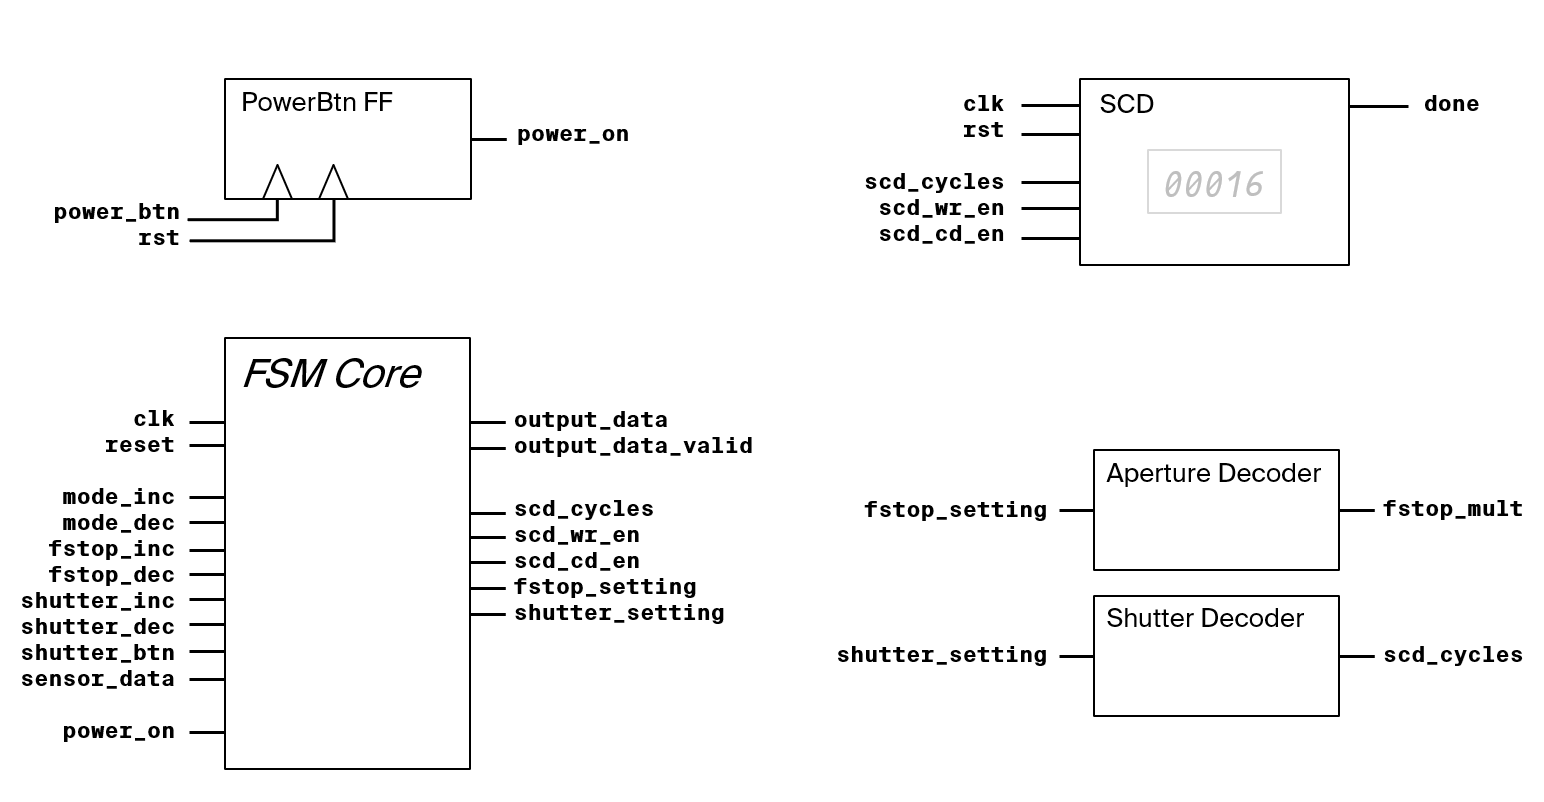 PowerBtn FF
power_on
power_btn
rst
clk
rst
scd_cycles
scd_wr_en
scd_cd_en
SCD
00016
done
FSM Core
clk
reset
mode_inc
mode_dec
fstop_inc
fstop_dec
shutter_inc
shutter_dec
shutter_btn
sensor_data
power_on
output_data
output_data_valid
scd_cycles
scd_wr_en
scd_cd_en
fstop_setting
shutter_setting
Aperture Decoder
fstop_setting
fstop_mult
Shutter Decoder
shutter_setting
scd_cycles